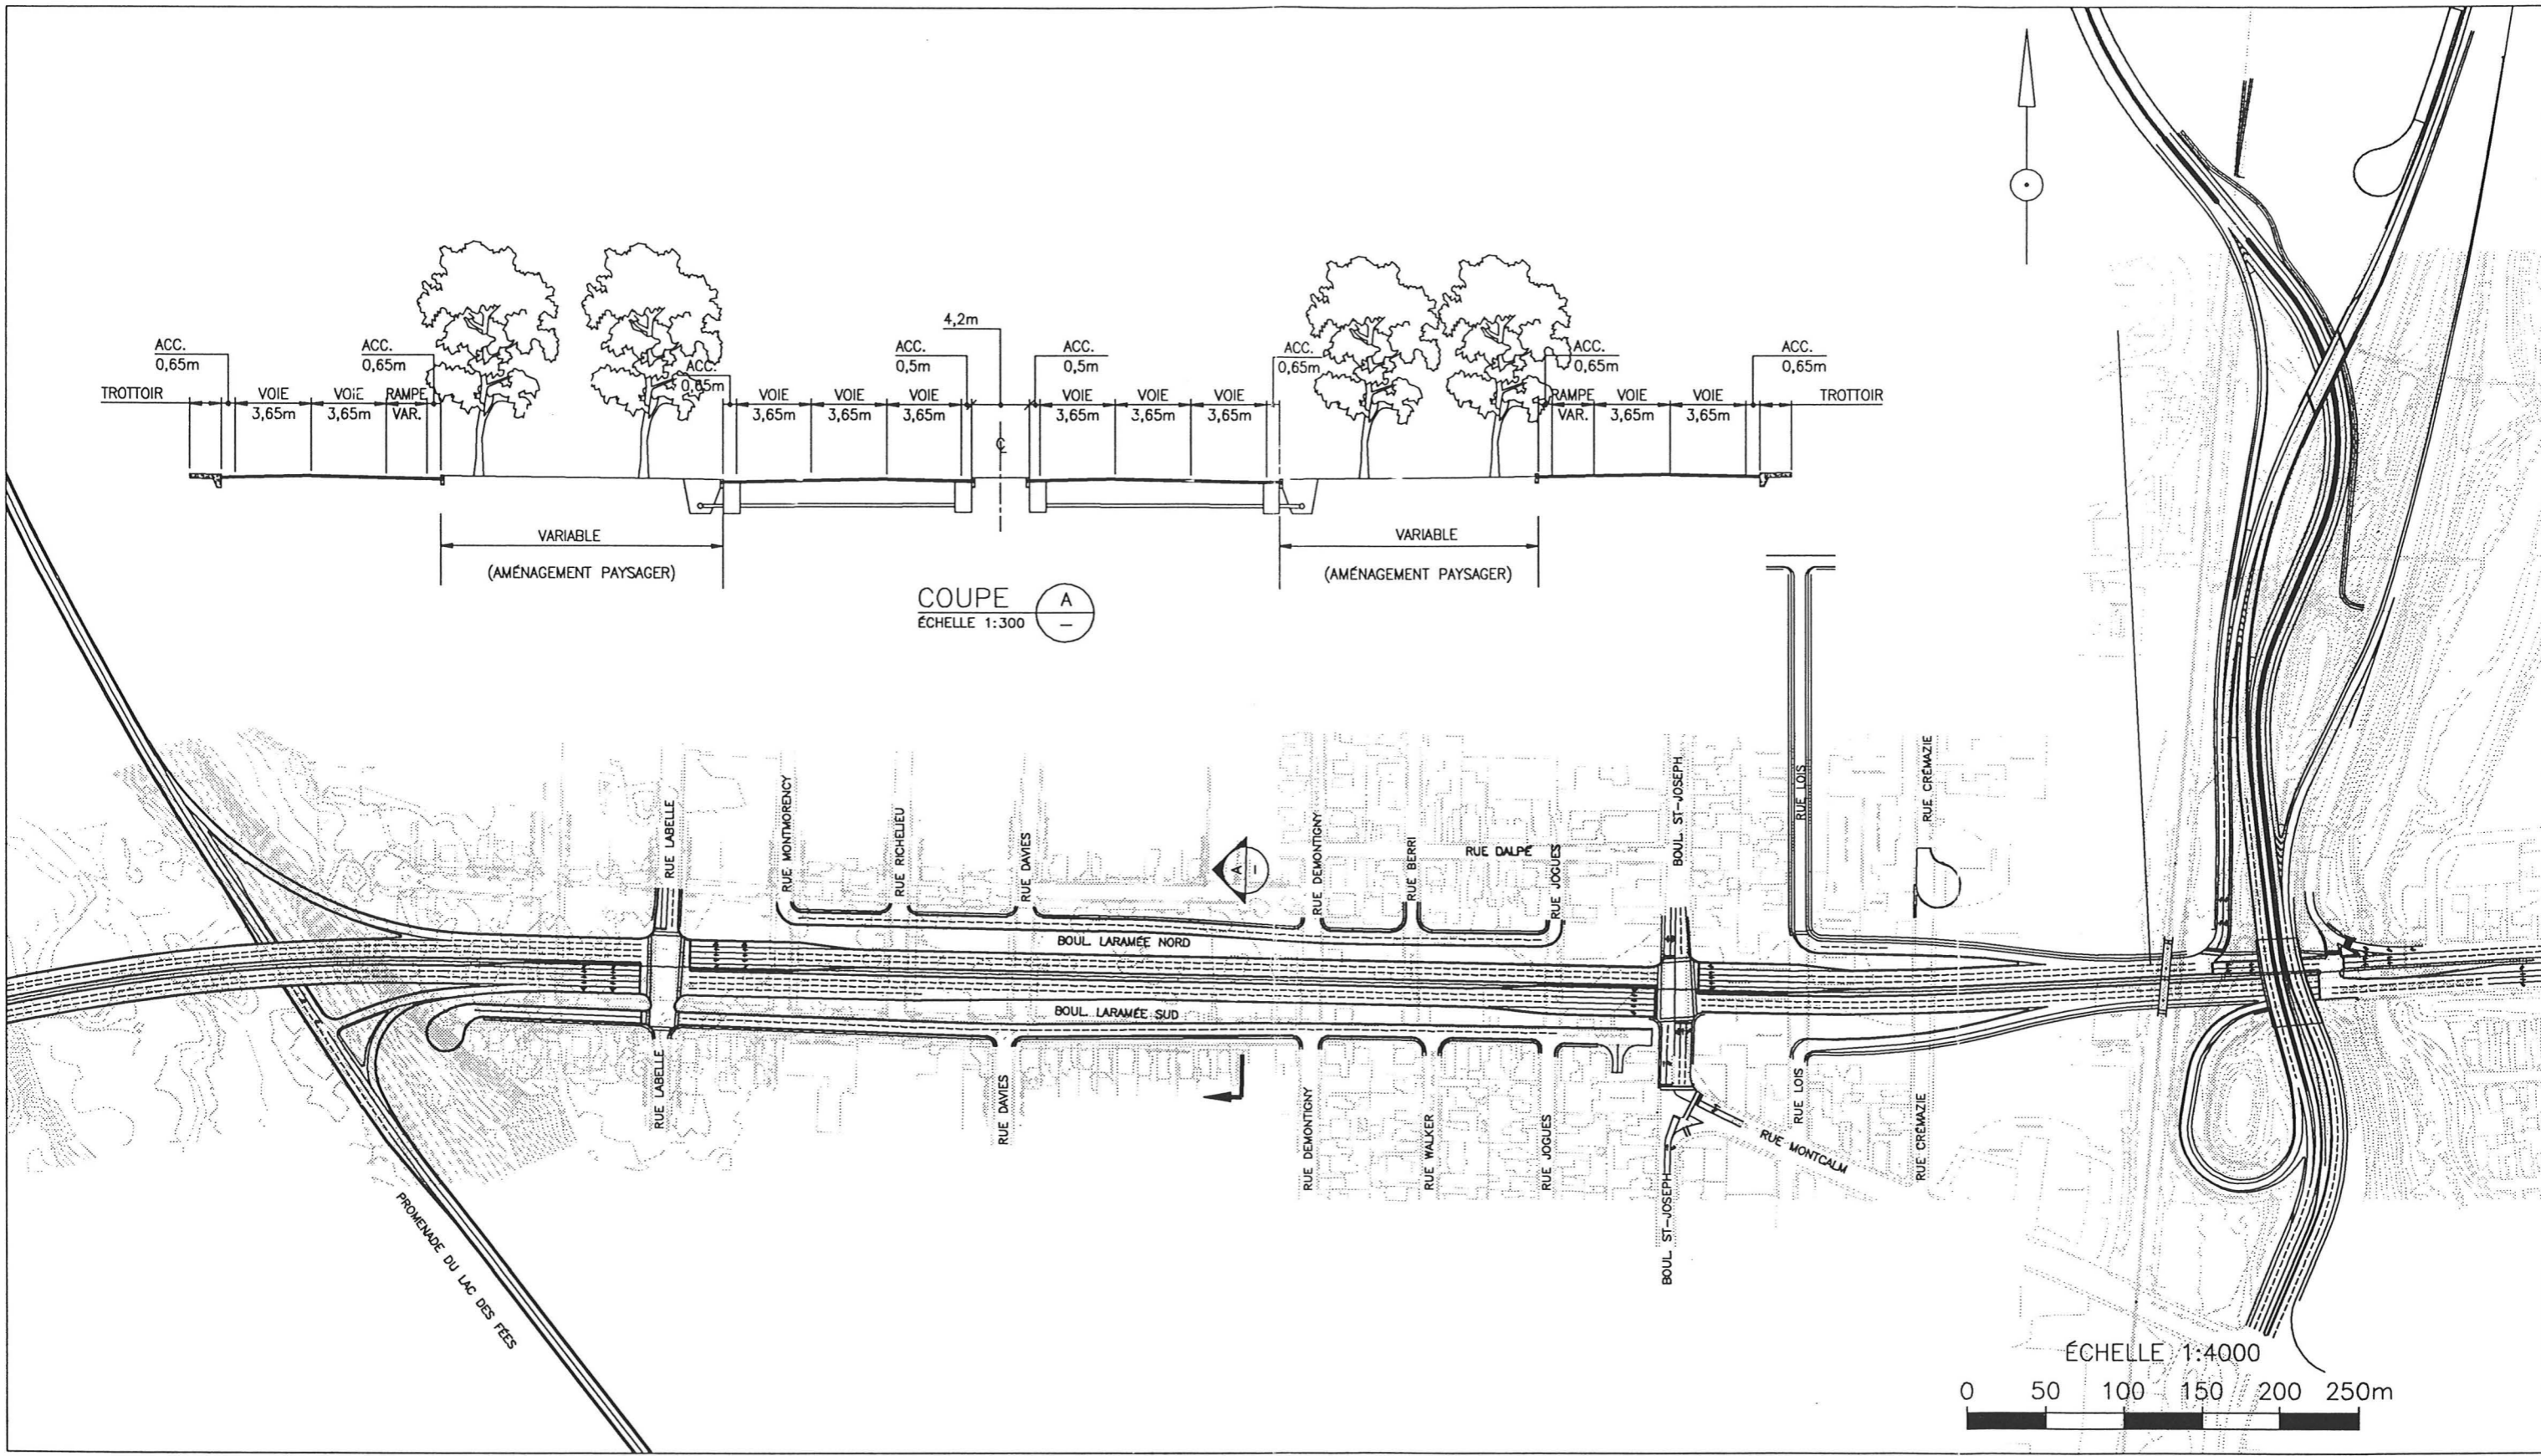 4,2m
ACC.
0,65m
ACC.
0,65m
ACC.
0,65m
ACC.
0,5m
ACC.
0,5m
ACC.
0,65m
ACC.
0,65m
ACC.
0,65m
TROTTOIR
VOIE
3,65m
VOIE
3,65m
RAMPE
VAR.
VOIE
3,65m
VOIE
3,65m
VOIE
3,65m
VOIE
3,65m
VOIE
3,65m
VOIE
3,65m
RAMPE
VAR.
VOIE
3,65m
VOIE
3,65m
TROTTOIR
VARIABLE
(AMÉNAGEMENT PAYSAGER)
VARIABLE
(AMÉNAGEMENT PAYSAGER)
COUPE A
ÉCHELLE 1:300 –
RUE LABELLE
RUE MONTMORENCY
RUE RICHELIEU
RUE DAVIES
A –
RUE DEMONTIGNY
RUE BERRI
RUE DALPÉ
RUE JOGUES
BOUL. ST-JOSEPH
RUE LOIS
RUE CRÉMAZIE
BOUL. LARAMÉE NORD
BOUL. LARAMÉE SUD
RUE LABELLE
RUE DAVIES
RUE DEMONTIGNY
RUE WALKER
RUE JOGUES
BOUL. ST-JOSEPH
RUE MONTCALM
RUE LOIS
RUE CRÉMAZIE
PROMENADE DU LAC DES FÉES
ÉCHELLE 1:4000
0 50 100 150 200 250m